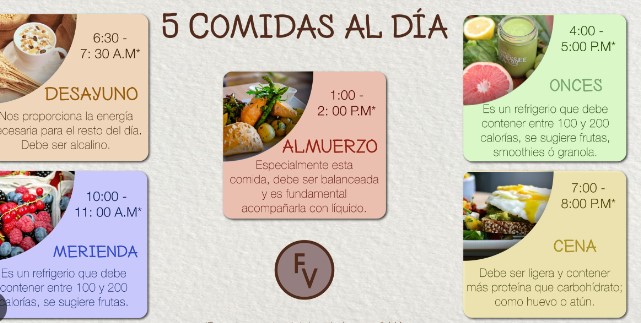 5 COMIDAS AL DÍA
6:30 -
7: 30 A.M*
DESAYUNO
Nos proporciona la energía
necesaria para el resto del día.
Debe ser alcalino.
10:00 -
11: 00 A.M*
MERIENDA
Es un refrigerio que debe
contener entre 100 y 200
calorías, se sugiere frutas.
1:00 -
2: 00 P.M*
ALMUERZO
Especialmente esta
comida, debe ser balanceada
y es fundamental
acompañarla con líquido.
FV
4:00 -
5:00 P.M*
ONCES
Es un refrigerio que debe
contener entre 100 y 200
calorías, se sugiere frutas,
smoothies ó granola.
7:00 -
8:00 P.M*
CENA
Debe ser ligera y contener
más proteína que carbohídrato;
como huevo o atún.